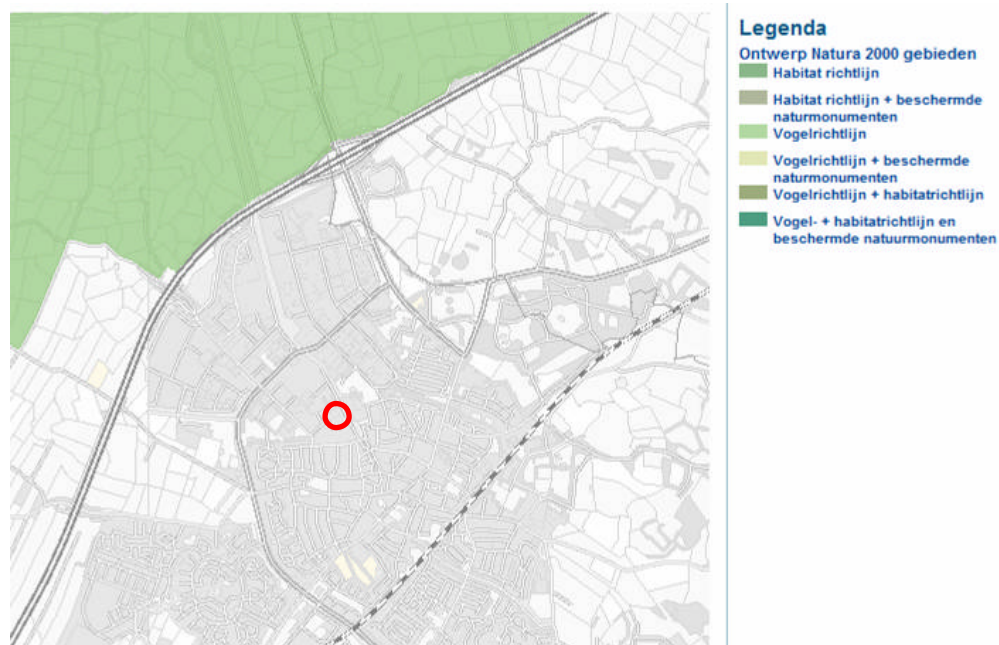 Legenda
Ontwerp Natura 2000 gebieden
Habitat richtlijn
Habitat richtlijn + beschermde
naturmonumenten
Vogelrichtlijn
Vogelrichtlijn + beschermde
naturmonumenten
Vogelrichtlijn + habitatrichtlijn
Vogel- + habitatrichtlijn en
beschermde natuurmonumenten